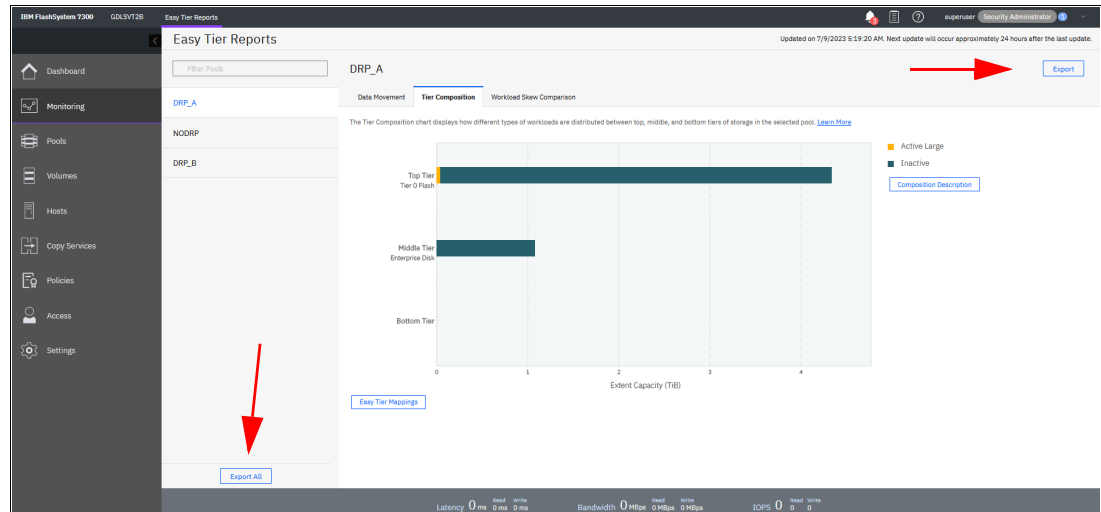 IBM FlashSystem 7300 GDLSVT2B Easy Tier Reports superuser Security Administrator
Easy Tier Reports
Updated on 7/9/2023 5:19:20 AM. Next update will occur approximately 24 hours after the last update.
Dashboard
Monitoring
Pools
Volumes
Hosts
Copy Services
Policies
Access
Settings
Filter Pools
DRP_A
NODRP
DRP_B
Export All
DRP_A
Export
Data Movement Tier Composition Workload Skew Comparison
The Tier Composition chart displays how different types of workloads are distributed between top, middle, and bottom tiers of storage in the selected pool. Learn More
Active Large
Inactive
Composition Description
Top Tier
Tier 0 Flash
Middle Tier
Enterprise Disk
Bottom Tier
0 1 2 3 4
Extent Capacity (TiB)
Easy Tier Mappings
Latency 0 ms Read 0 ms Write 0 ms Bandwidth 0 MBps Read 0 MBps Write 0 MBps IOPS 0 Read 0 Write 0